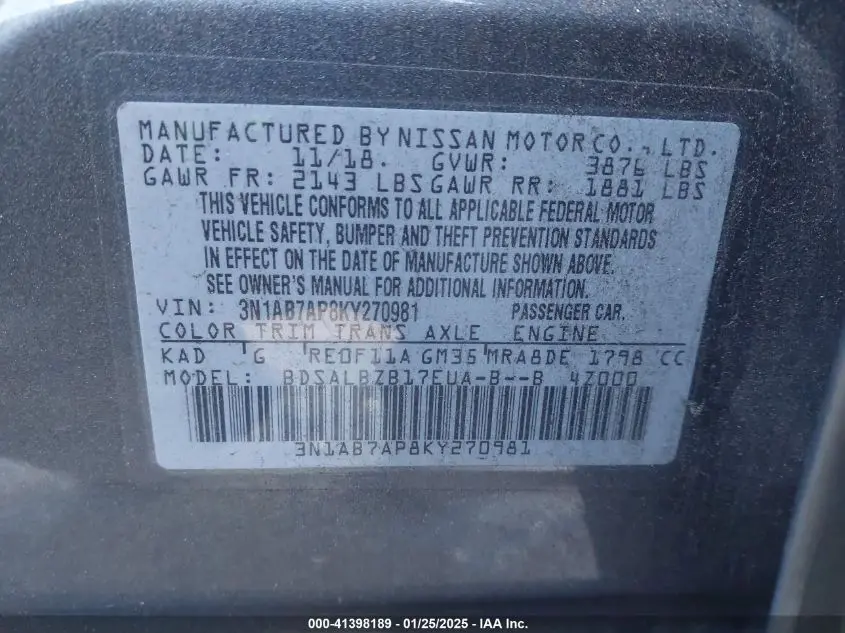 MANUFACTURED BY NISSAN MOTOR CO., LTD.
DATE: 11/18. GVWR: 3876 LBS
GAWR FR: 2143 LBS GAWR RR: 1881 LBS
THIS VEHICLE CONFORMS TO ALL APPLICABLE FEDERAL MOTOR
VEHICLE SAFETY, BUMPER AND THEFT PREVENTION STANDARDS
IN EFFECT ON THE DATE OF MANUFACTURE SHOWN ABOVE.
SEE OWNER'S MANUAL FOR ADDITIONAL INFORMATION.
VIN: 3N1AB7AP8KY270981 PASSENGER CAR.
COLOR TRIM TRANS AXLE ENGINE
KAD G RE0F11A GM35 MRA8DE 1798 CC
MODEL: BDSALBZB17EUA-B--B 4Z000
3N1AB7AP8KY270981
000-41398189 - 01/25/2025 - IAA Inc.